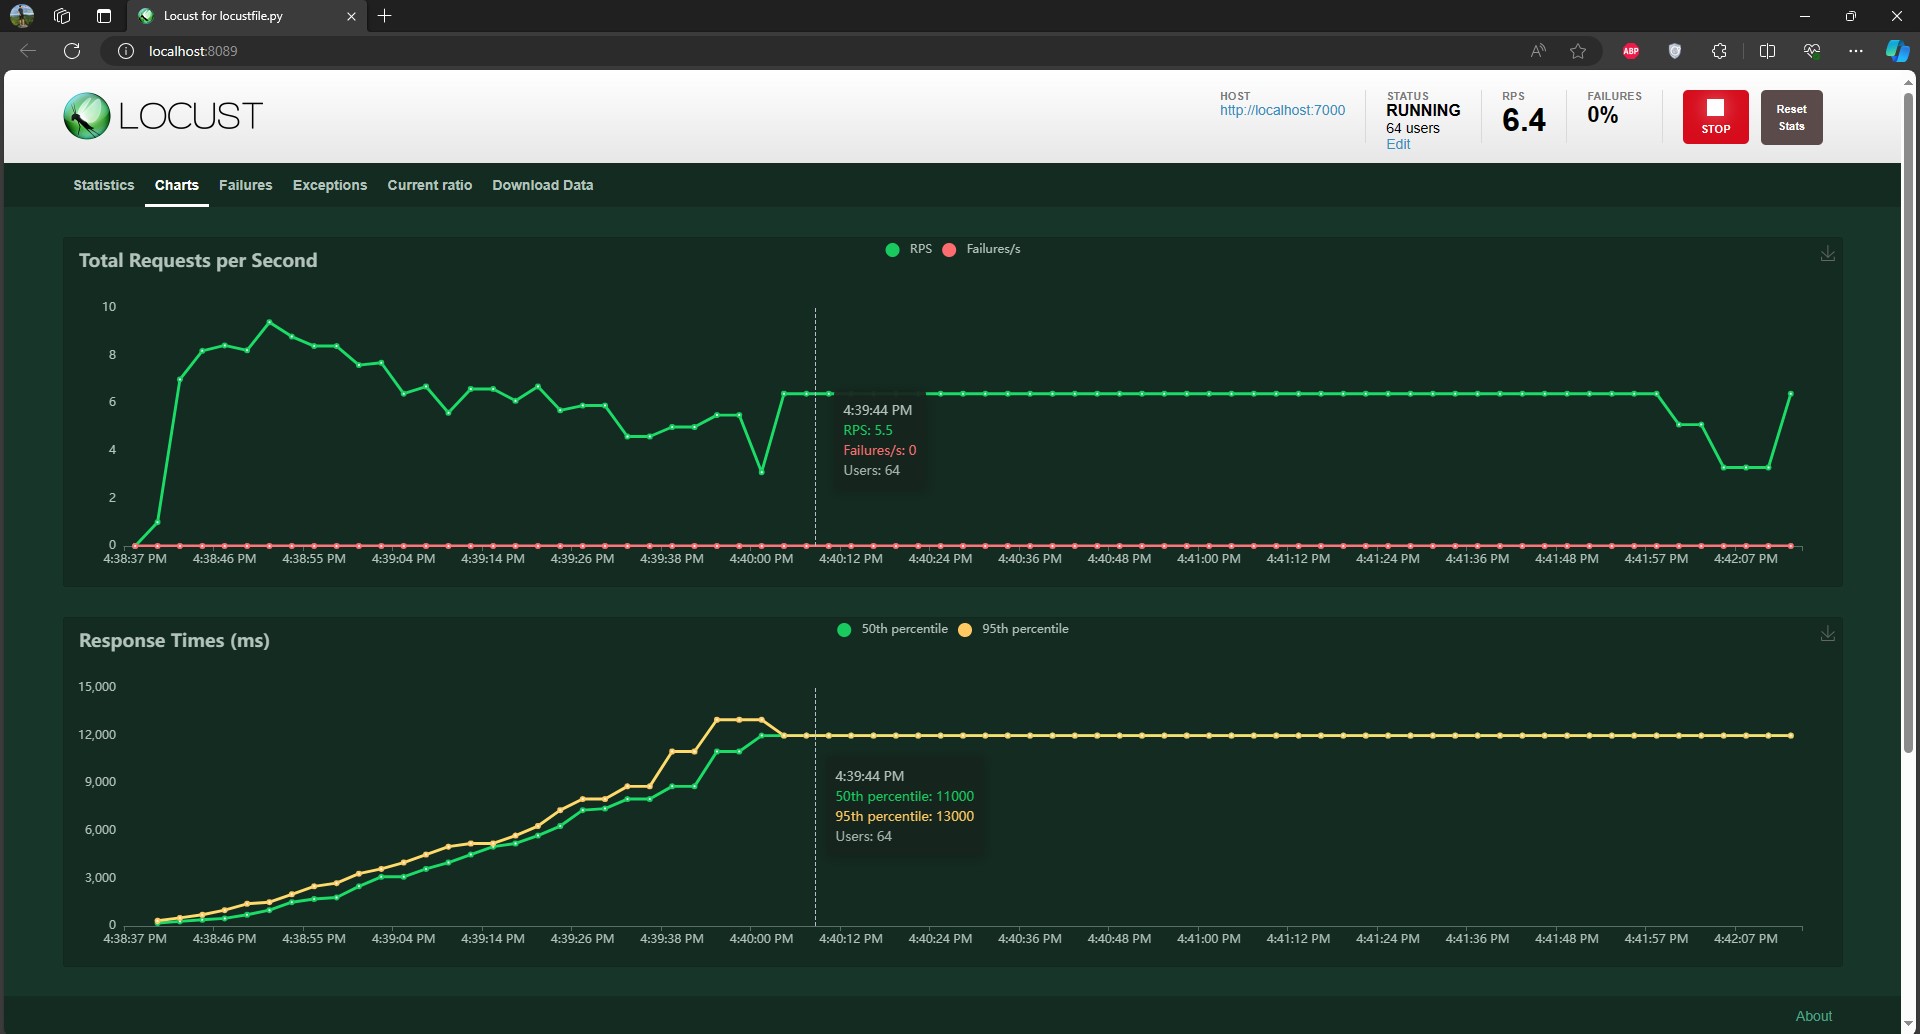 Locust for locustfile.py
localhost:8089
ABP
LOCUST
HOST
http://localhost:7000
STATUS
RUNNING
64 users
Edit
RPS
6.4
FAILURES
0%
STOP
Reset
Stats
Statistics Charts Failures Exceptions Current ratio Download Data
Total Requests per Second
RPS Failures/s
10
8
6
4
2
0
4:39:44 PM
RPS: 5.5
Failures/s: 0
Users: 64
4:38:37 PM 4:38:46 PM 4:38:55 PM 4:39:04 PM 4:39:14 PM 4:39:26 PM 4:39:38 PM 4:40:00 PM 4:40:12 PM 4:40:24 PM 4:40:36 PM 4:40:48 PM 4:41:00 PM 4:41:12 PM 4:41:24 PM 4:41:36 PM 4:41:48 PM 4:41:57 PM 4:42:07 PM
Response Times (ms)
50th percentile 95th percentile
15,000
12,000
9,000
6,000
3,000
0
4:39:44 PM
50th percentile: 11000
95th percentile: 13000
Users: 64
4:38:37 PM 4:38:46 PM 4:38:55 PM 4:39:04 PM 4:39:14 PM 4:39:26 PM 4:39:38 PM 4:40:00 PM 4:40:12 PM 4:40:24 PM 4:40:36 PM 4:40:48 PM 4:41:00 PM 4:41:12 PM 4:41:24 PM 4:41:36 PM 4:41:48 PM 4:41:57 PM 4:42:07 PM
About